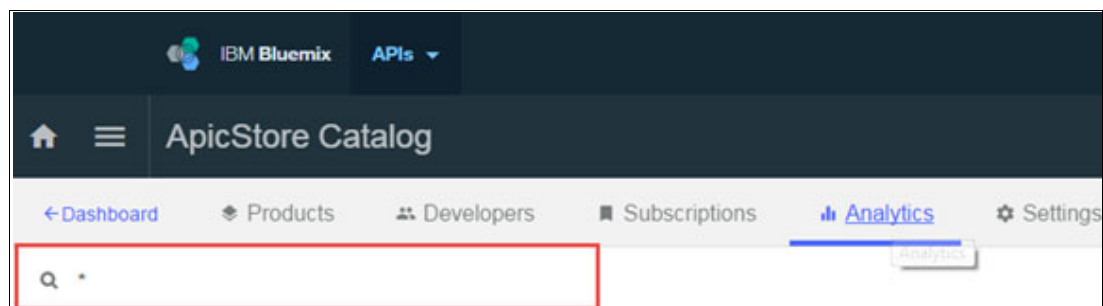 IBM Bluemix APIs
ApicStore Catalog
←Dashboard Products Developers Subscriptions Analytics Settings
Analytics
*